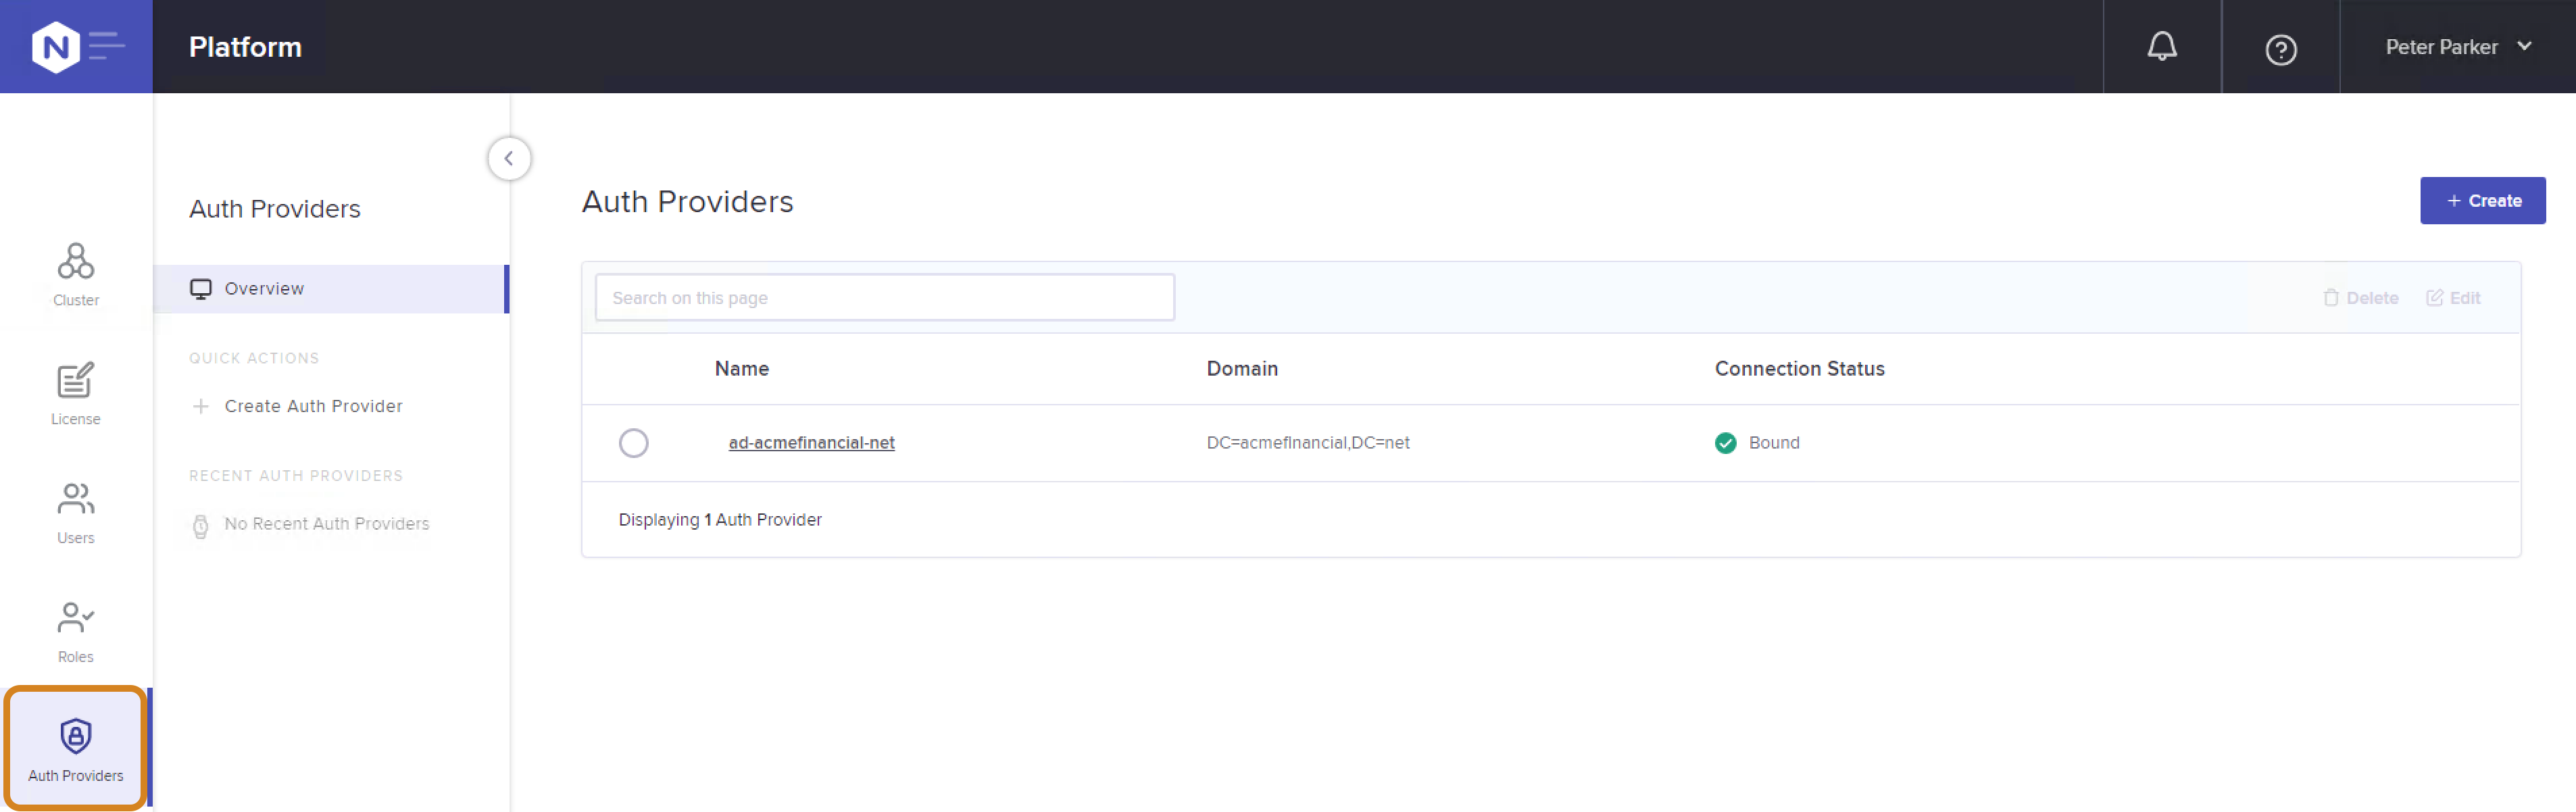 N
Platform
Peter Parker
Cluster
License
Users
Roles
Auth Providers
Auth Providers
Overview
QUICK ACTIONS
Create Auth Provider
RECENT AUTH PROVIDERS
No Recent Auth Providers
Auth Providers
+ Create
Search on this page
Delete Edit
Name Domain Connection Status
ad-acmefinancial-net DC=acmefInancial,DC=net Bound
Displaying 1 Auth Provider